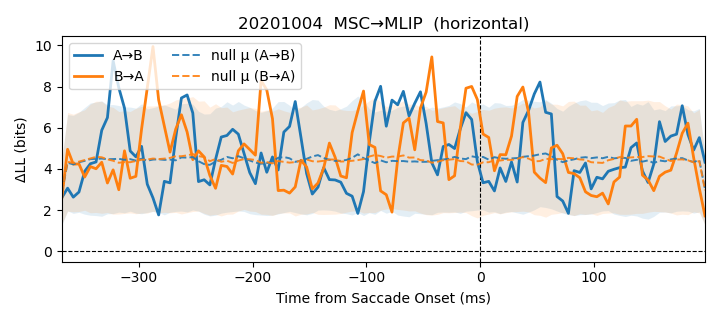 20201004 MSC→MLIP (horizontal)
ΔLL (bits)
10
8
6
4
2
0
A→B
B→A
null μ (A→B)
null μ (B→A)
−300
−200
−100
0
100
Time from Saccade Onset (ms)